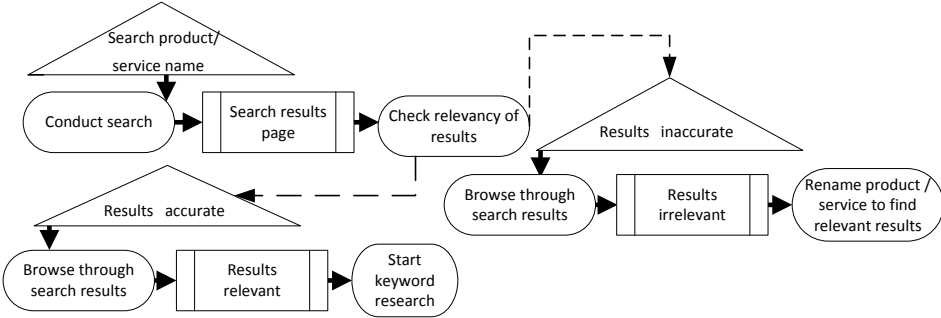 Search product/
service name
Conduct search
Search results
page
Check relevancy of
results
Results inaccurate
Browse through
search results
Results
irrelevant
Rename product /
service to find
relevant results
Results accurate
Browse through
search results
Results
relevant
Start
keyword
research